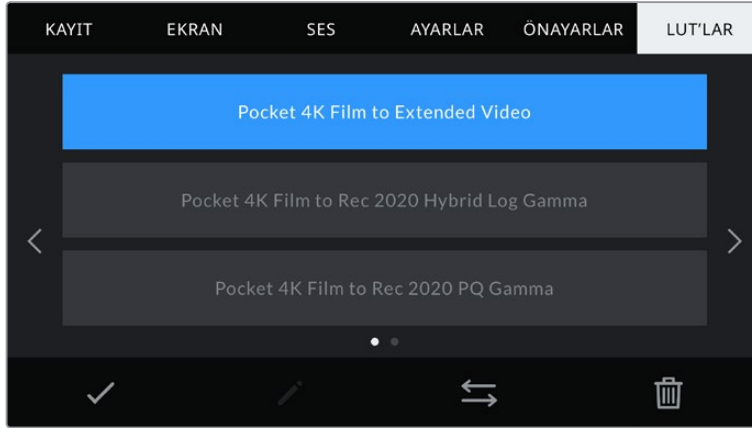 KAYIT EKRAN SES AYARLAR ÖNAYARLAR LUT'LAR
Pocket 4K Film to Extended Video
Pocket 4K Film to Rec 2020 Hybrid Log Gamma
Pocket 4K Film to Rec 2020 PQ Gamma